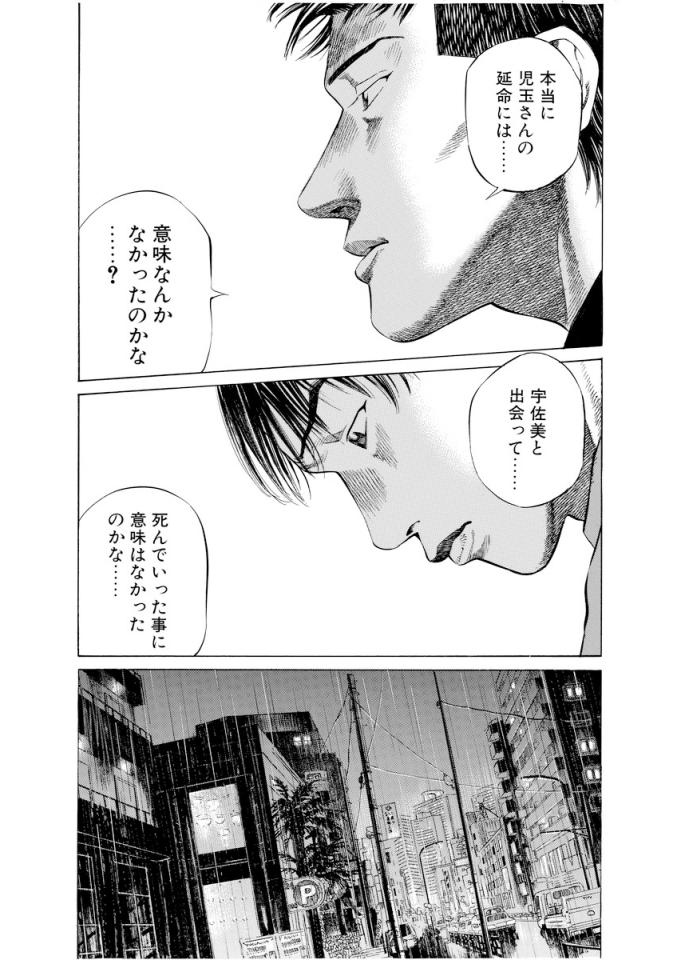 本当に
児玉さんの
延命には……
意味なんか
なかったのかな
……?
宇佐美と
出会って……
死んでいった事に
意味はなかった
のかな……
P